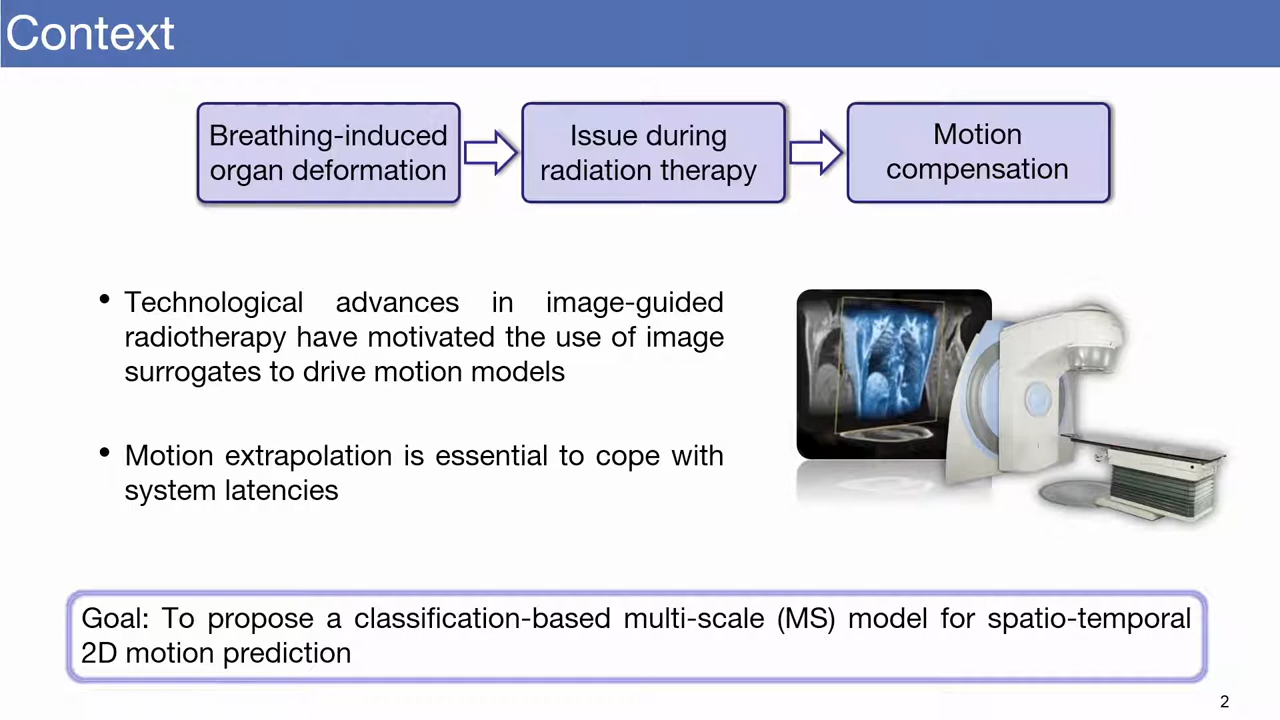 Context
Breathing-induced
organ deformation
Issue during
radiation therapy
Motion
compensation
• Technological advances in image-guided
radiotherapy have motivated the use of image
surrogates to drive motion models
• Motion extrapolation is essential to cope with
system latencies
Goal: To propose a classification-based multi-scale (MS) model for spatio-temporal
2D motion prediction
2